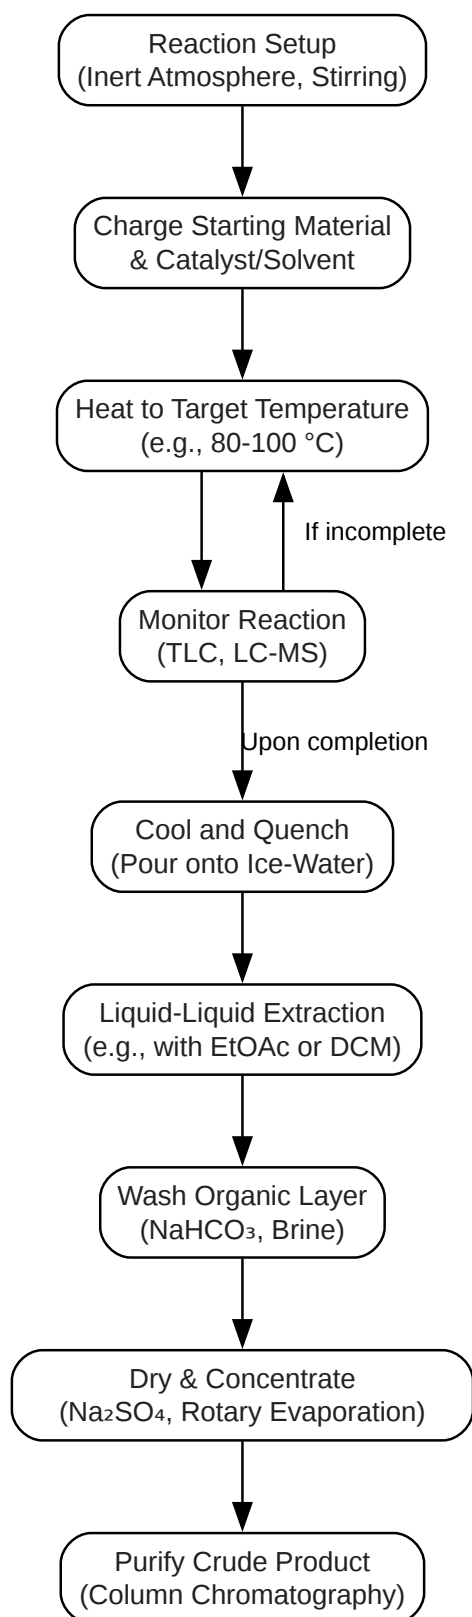 Reaction Setup
(Inert Atmosphere, Stirring)
Charge Starting Material
& Catalyst/Solvent
Heat to Target Temperature
(e.g., 80-100 °C)
If incomplete
Monitor Reaction
(TLC, LC-MS)
Upon completion
Cool and Quench
(Pour onto Ice-Water)
Liquid-Liquid Extraction
(e.g., with EtOAc or DCM)
Wash Organic Layer
(NaHCO₃, Brine)
Dry & Concentrate
(Na₂SO₄, Rotary Evaporation)
Purify Crude Product
(Column Chromatography)